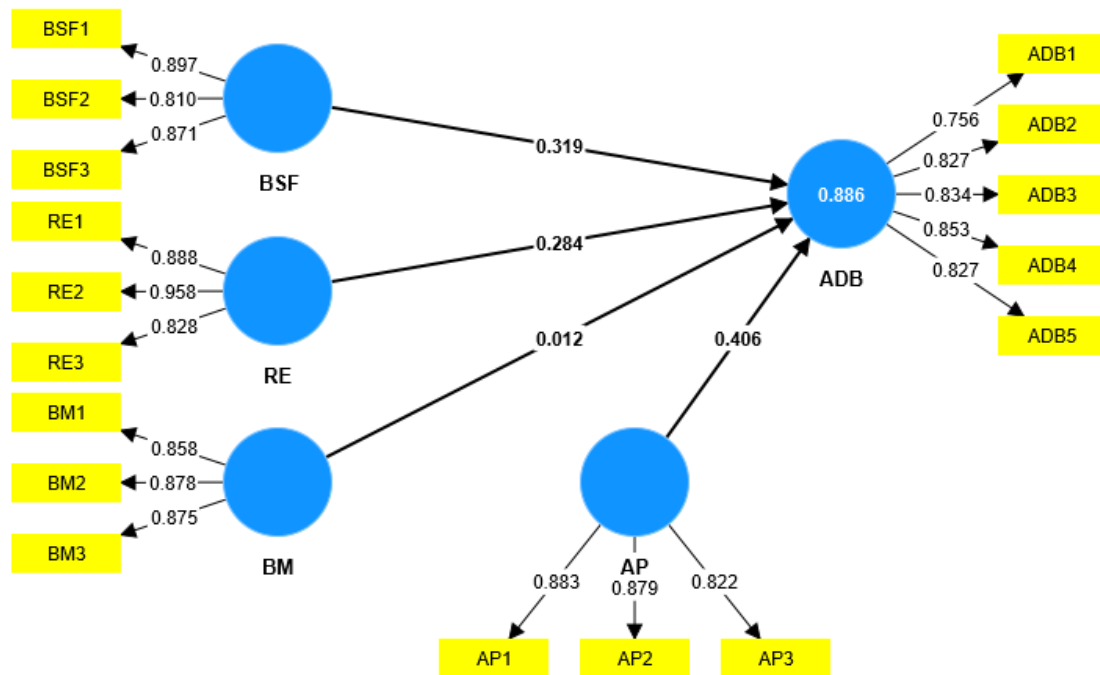 BSF1
0.897
BSF2
0.810
0.871
BSF3
BSF
0.319
RE1
0.888
RE2
0.958
0.828
RE3
RE
0.284
BM1
0.858
BM2
0.878
0.875
BM3
BM
0.012
0.406
0.886
ADB
ADB1
0.756
ADB2
0.827
0.834
ADB3
0.853
ADB4
0.827
ADB5
AP
0.883
0.879
0.822
AP1
AP2
AP3